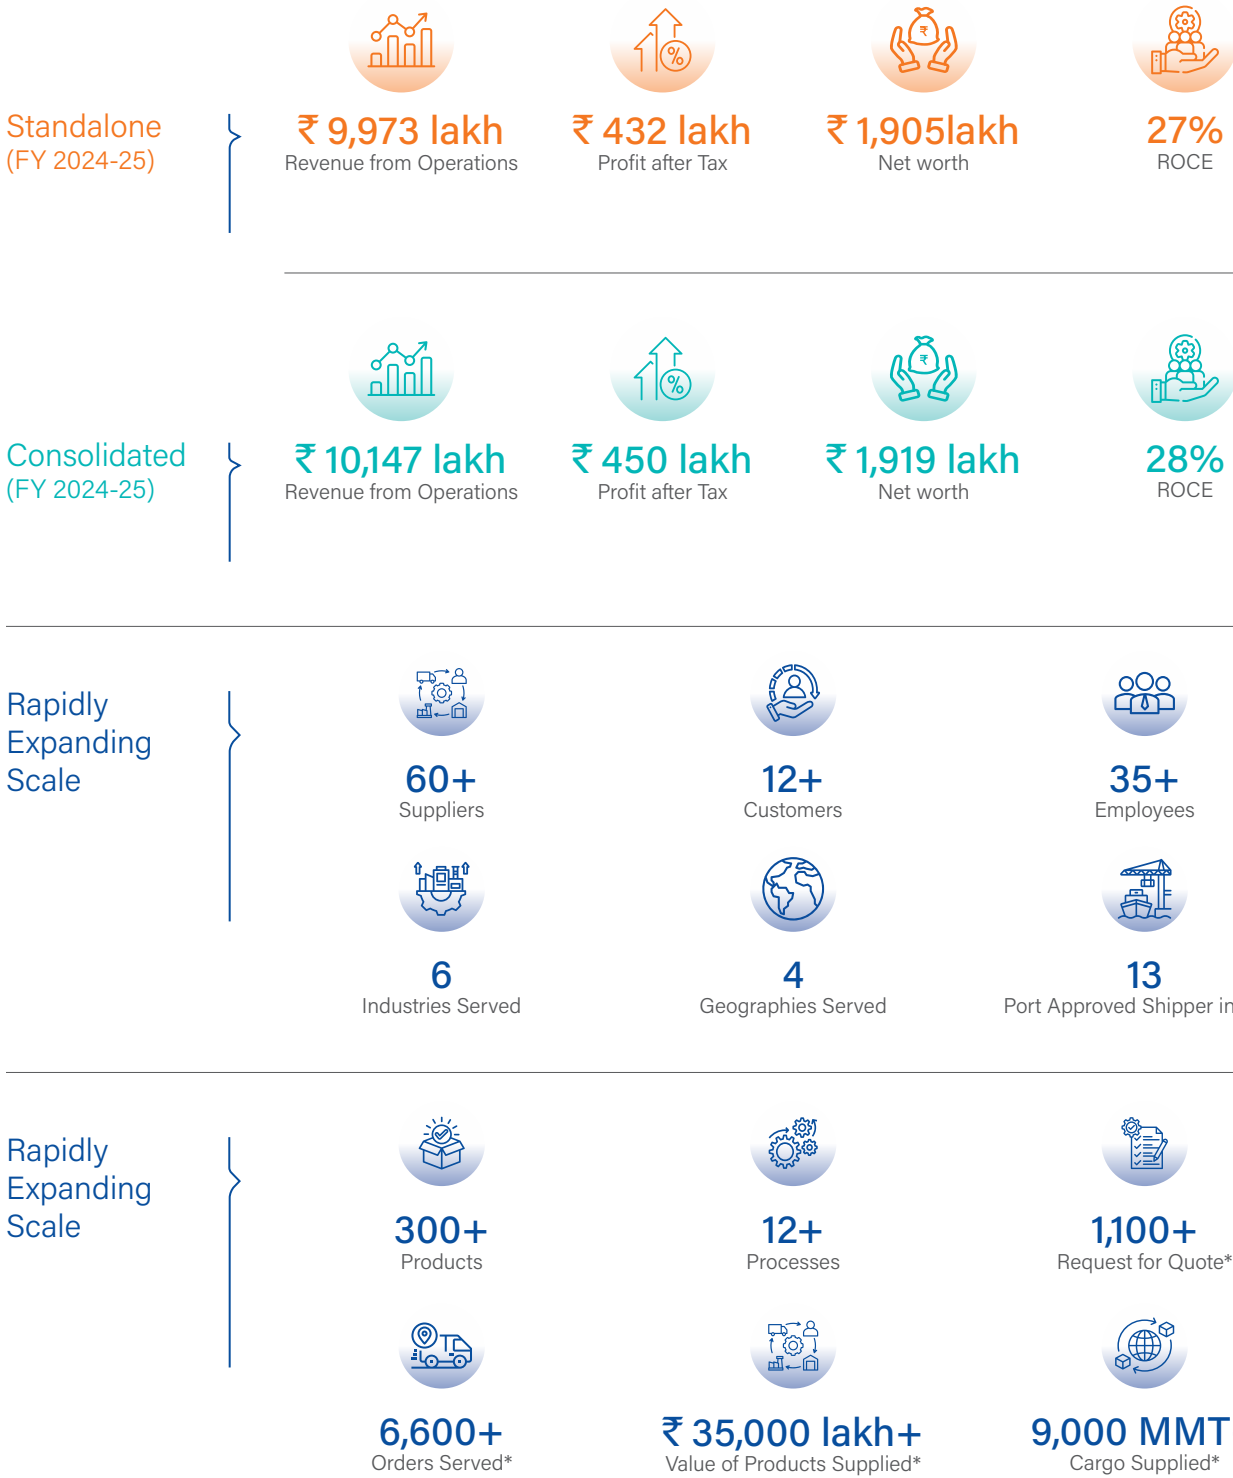 Standalone
(FY 2024-25)
₹ 9,973 lakh
Revenue from Operations
₹ 432 lakh
Profit after Tax
₹ 1,905lakh
Net worth
27%
ROCE
Consolidated
(FY 2024-25)
₹ 10,147 lakh
Revenue from Operations
₹ 450 lakh
Profit after Tax
₹ 1,919 lakh
Net worth
28%
ROCE
Rapidly
Expanding
Scale
60+
Suppliers
12+
Customers
35+
Employees
6
Industries Served
4
Geographies Served
13
Port Approved Shipper in
Rapidly
Expanding
Scale
300+
Products
12+
Processes
1,100+
Request for Quote*
6,600+
Orders Served*
₹ 35,000 lakh+
Value of Products Supplied*
9,000 MMT
Cargo Supplied*